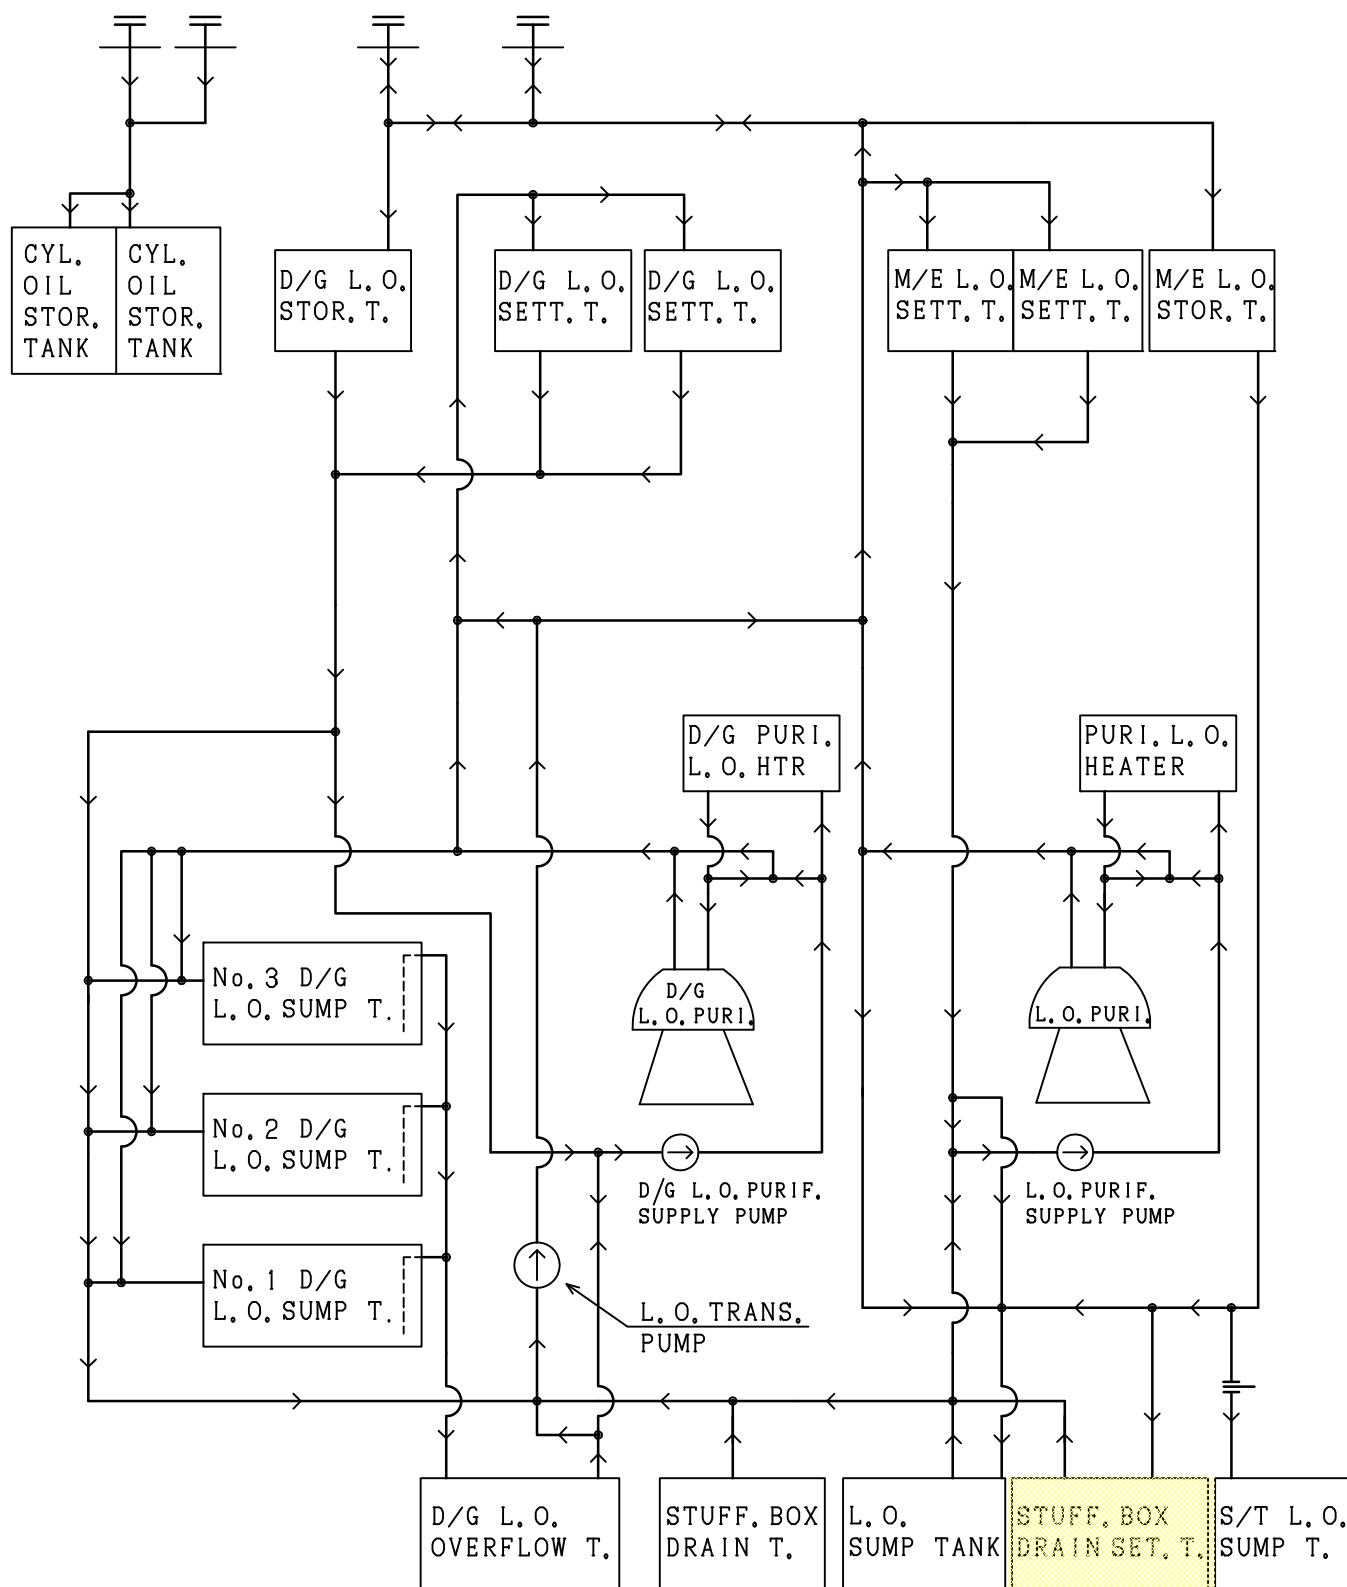 CYL.
OIL
STOR.
TANK
CYL.
OIL
STOR.
TANK
D/G L.O.
STOR.T.
D/G L.O.
SETT.T.
D/G L.O.
SETT.T.
M/E L.O.
SETT.T.
M/E L.O.
SETT.T.
M/E L.O.
STOR.T.
D/G PURI.
L.O.HTR
PURI.L.O.
HEATER
No.3 D/G
L.O.SUMP T.
D/G
L.O.PURI.
L.O.PURI.
No.2 D/G
L.O.SUMP T.
D/G L.O.PURIF.
SUPPLY PUMP
L.O.PURIF.
SUPPLY PUMP
No.1 D/G
L.O.SUMP T.
L.O.TRANS.
PUMP
D/G L.O.
OVERFLOW T.
STUFF.BOX
DRAIN T.
L.O.
SUMP TANK
STUFF.BOX
DRAIN SET.T.
S/T L.O.
SUMP T.